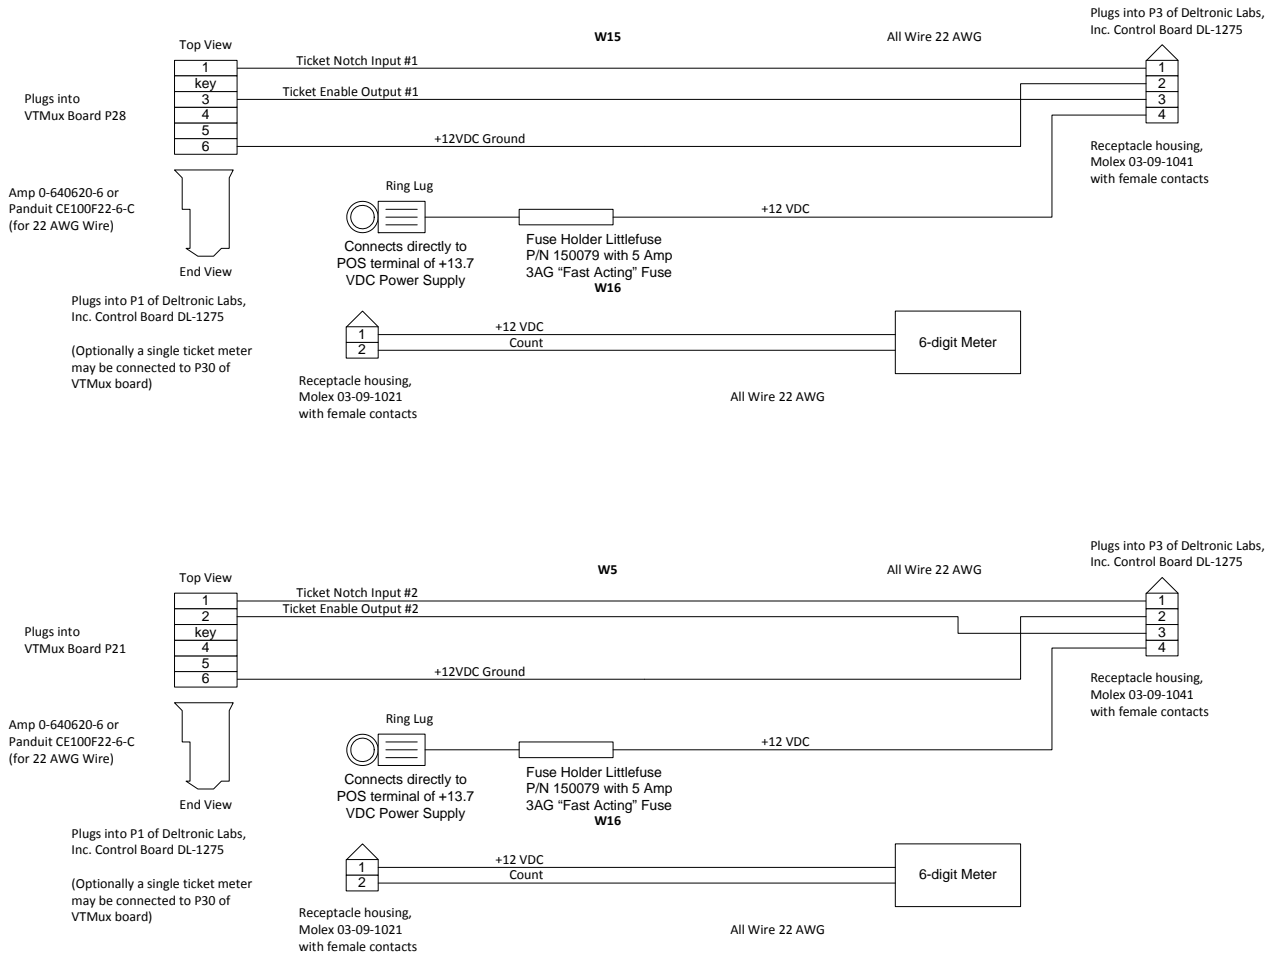 Plugs into P3 of Deltronic Labs,
Inc. Control Board DL-1275
W15
All Wire 22 AWG
Top View
Ticket Notch Input #1
1
key
3
4
5
6
Ticket Enable Output #1
+12VDC Ground
Plugs into
VTMux Board P28
1
2
3
4
Receptacle housing,
Molex 03-09-1041
with female contacts
Amp 0-640620-6 or
Panduit CE100F22-6-C
(for 22 AWG Wire)
End View
Ring Lug
+12 VDC
Connects directly to
POS terminal of +13.7
VDC Power Supply
Fuse Holder Littlefuse
P/N 150079 with 5 Amp
3AG “Fast Acting” Fuse
W16
Plugs into P1 of Deltronic Labs,
Inc. Control Board DL-1275
(Optionally a single ticket meter
may be connected to P30 of
VTMux board)
1
2
+12 VDC
Count
6-digit Meter
Receptacle housing,
Molex 03-09-1021
with female contacts
All Wire 22 AWG
Plugs into P3 of Deltronic Labs,
Inc. Control Board DL-1275
W5
All Wire 22 AWG
Top View
Ticket Notch Input #2
1
2
key
4
5
6
Ticket Enable Output #2
+12VDC Ground
Plugs into
VTMux Board P21
1
2
3
4
Receptacle housing,
Molex 03-09-1041
with female contacts
Amp 0-640620-6 or
Panduit CE100F22-6-C
(for 22 AWG Wire)
End View
Ring Lug
+12 VDC
Connects directly to
POS terminal of +13.7
VDC Power Supply
Fuse Holder Littlefuse
P/N 150079 with 5 Amp
3AG “Fast Acting” Fuse
W16
Plugs into P1 of Deltronic Labs,
Inc. Control Board DL-1275
(Optionally a single ticket meter
may be connected to P30 of
VTMux board)
1
2
+12 VDC
Count
6-digit Meter
Receptacle housing,
Molex 03-09-1021
with female contacts
All Wire 22 AWG